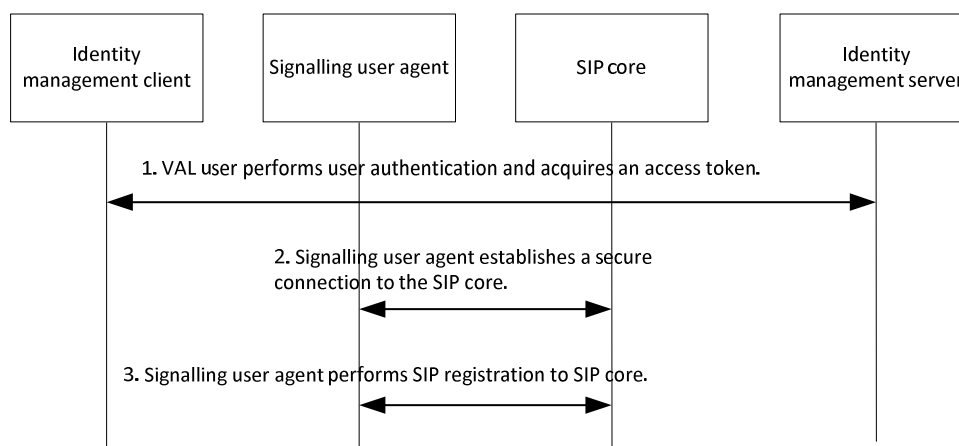 Identity
management client
Signalling user agent
SIP core
Identity
management server
1. VAL user performs user authentication and acquires an access token.
2. Signalling user agent establishes a secure
connection to the SIP core.
3. Signalling user agent performs SIP registration to SIP core.